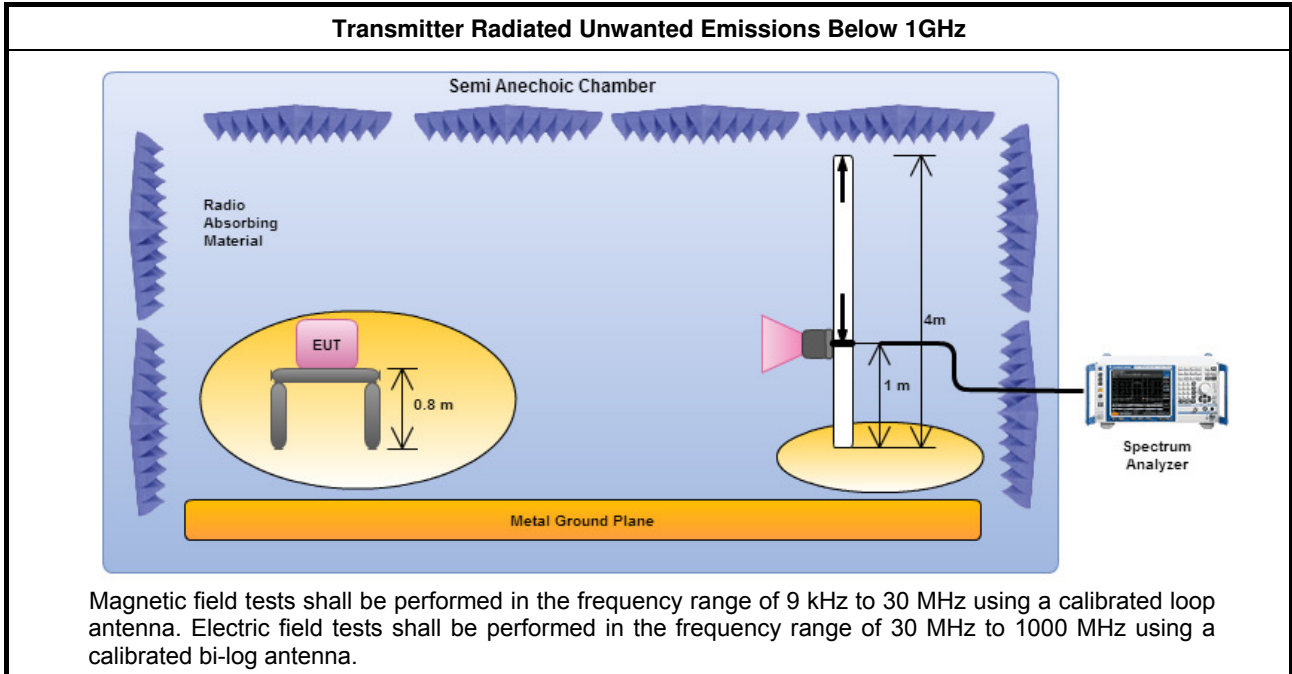 Transmitter Radiated Unwanted Emissions Below 1GHz
Semi Anechoic Chamber
Radio
Absorbing
Material
EUT
0.8 m
4m
1 m
Spectrum
Analyzer
Metal Ground Plane
Magnetic field tests shall be performed in the frequency range of 9 kHz to 30 MHz using a calibrated loop
antenna. Electric field tests shall be performed in the frequency range of 30 MHz to 1000 MHz using a
calibrated bi-log antenna.